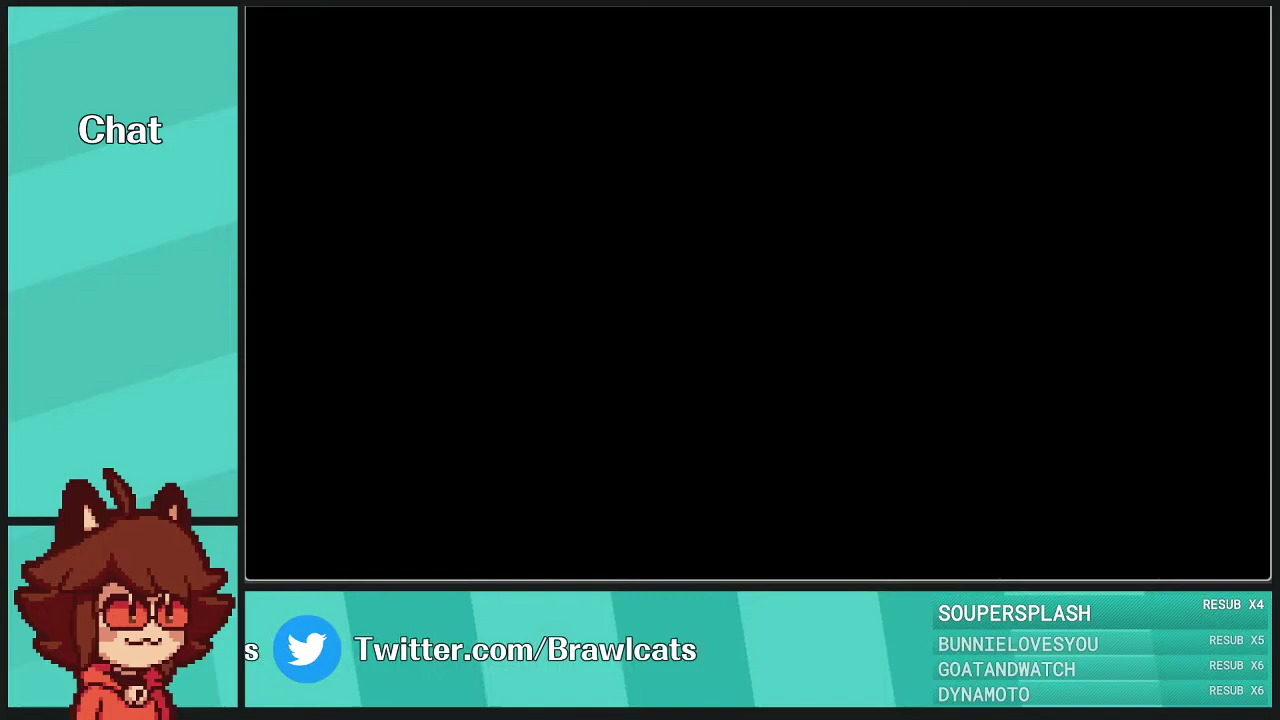 Chat
s Twitter.com/Brawlcats
SOUPERSPLASH RESUB X4
BUNNIELOVESYOU RESUB X5
GOATANDWATCH RESUB X6
DYNAMOTO RESUB X6